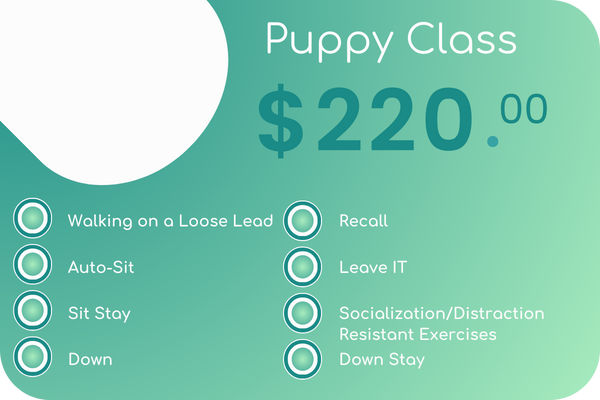 Puppy Class
$220.00
Walking on a Loose Lead
Auto-Sit
Sit Stay
Down
Recall
Leave IT
Socialization/Distraction
Resistant Exercises
Down Stay